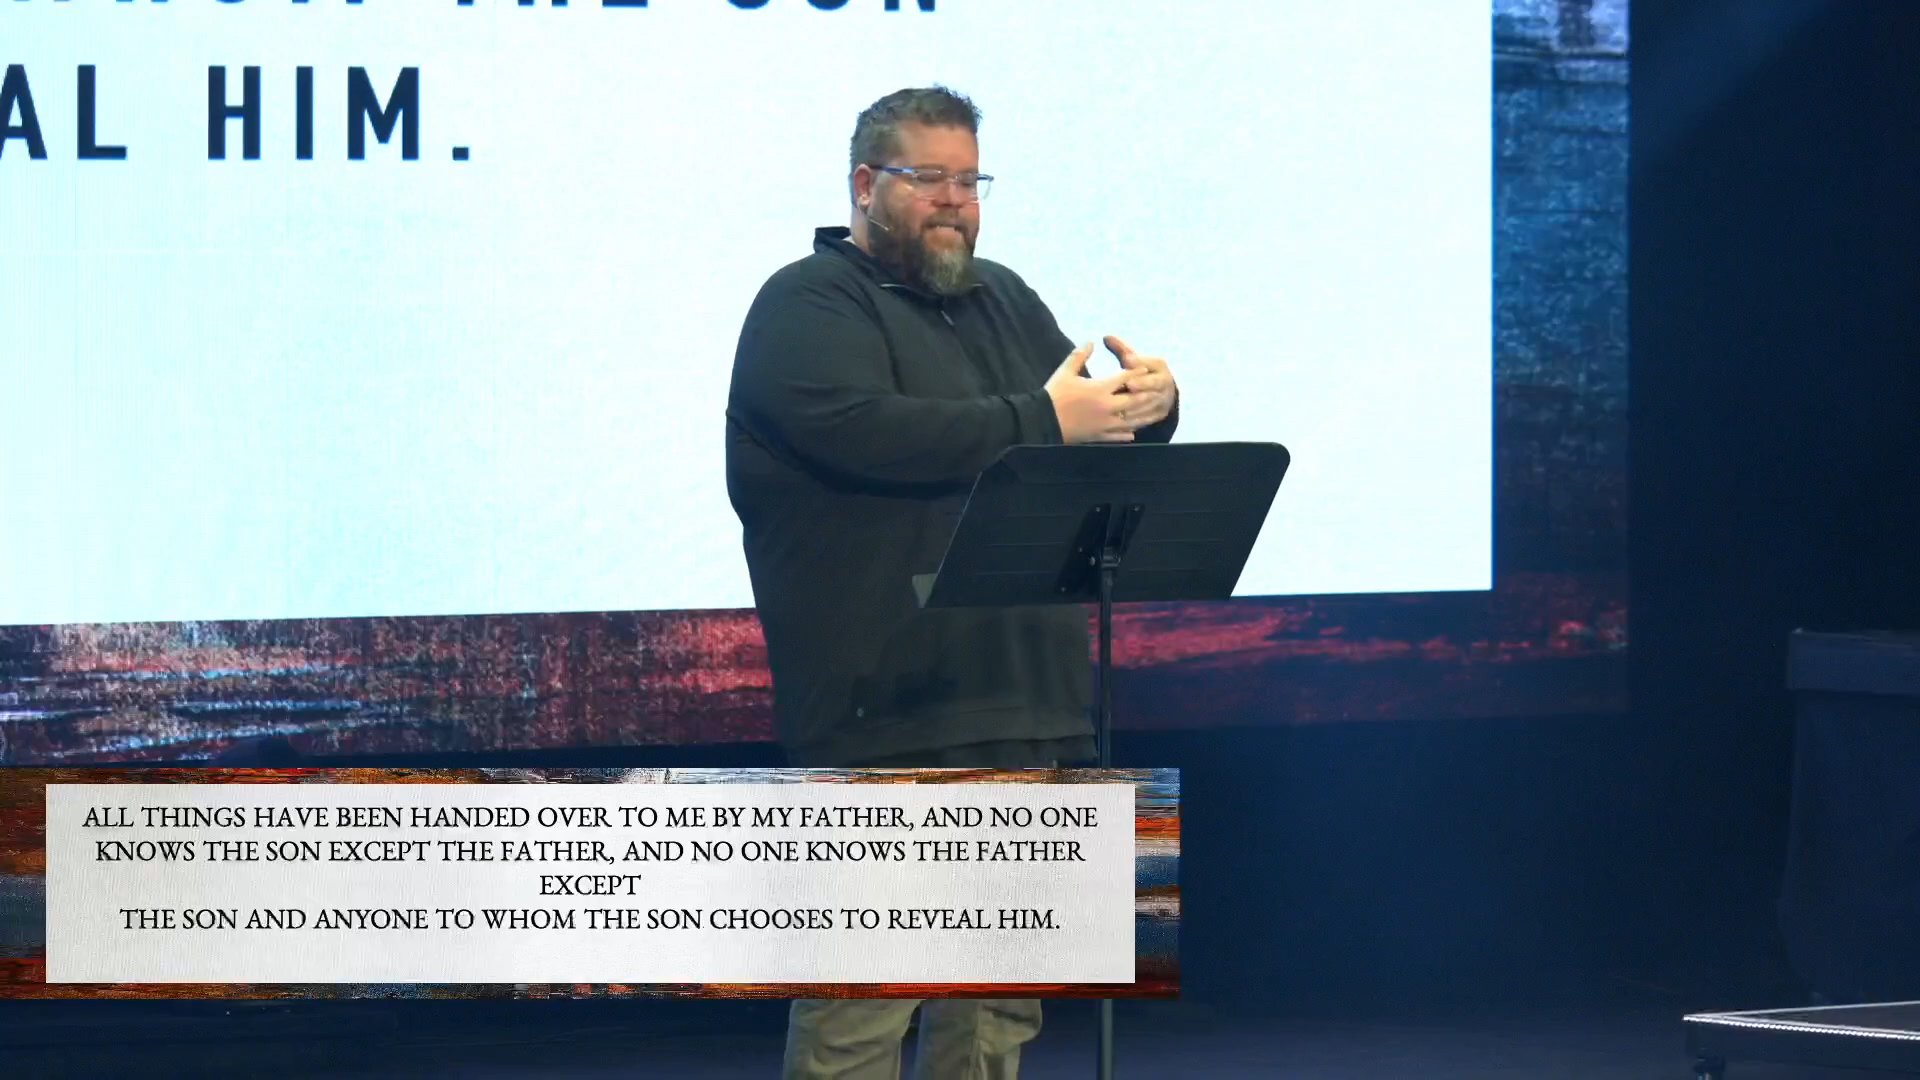 THE SON
AL HIM.
ALL THINGS HAVE BEEN HANDED OVER TO ME BY MY FATHER, AND NO ONE
KNOWS THE SON EXCEPT THE FATHER, AND NO ONE KNOWS THE FATHER
EXCEPT
THE SON AND ANYONE TO WHOM THE SON CHOOSES TO REVEAL HIM.